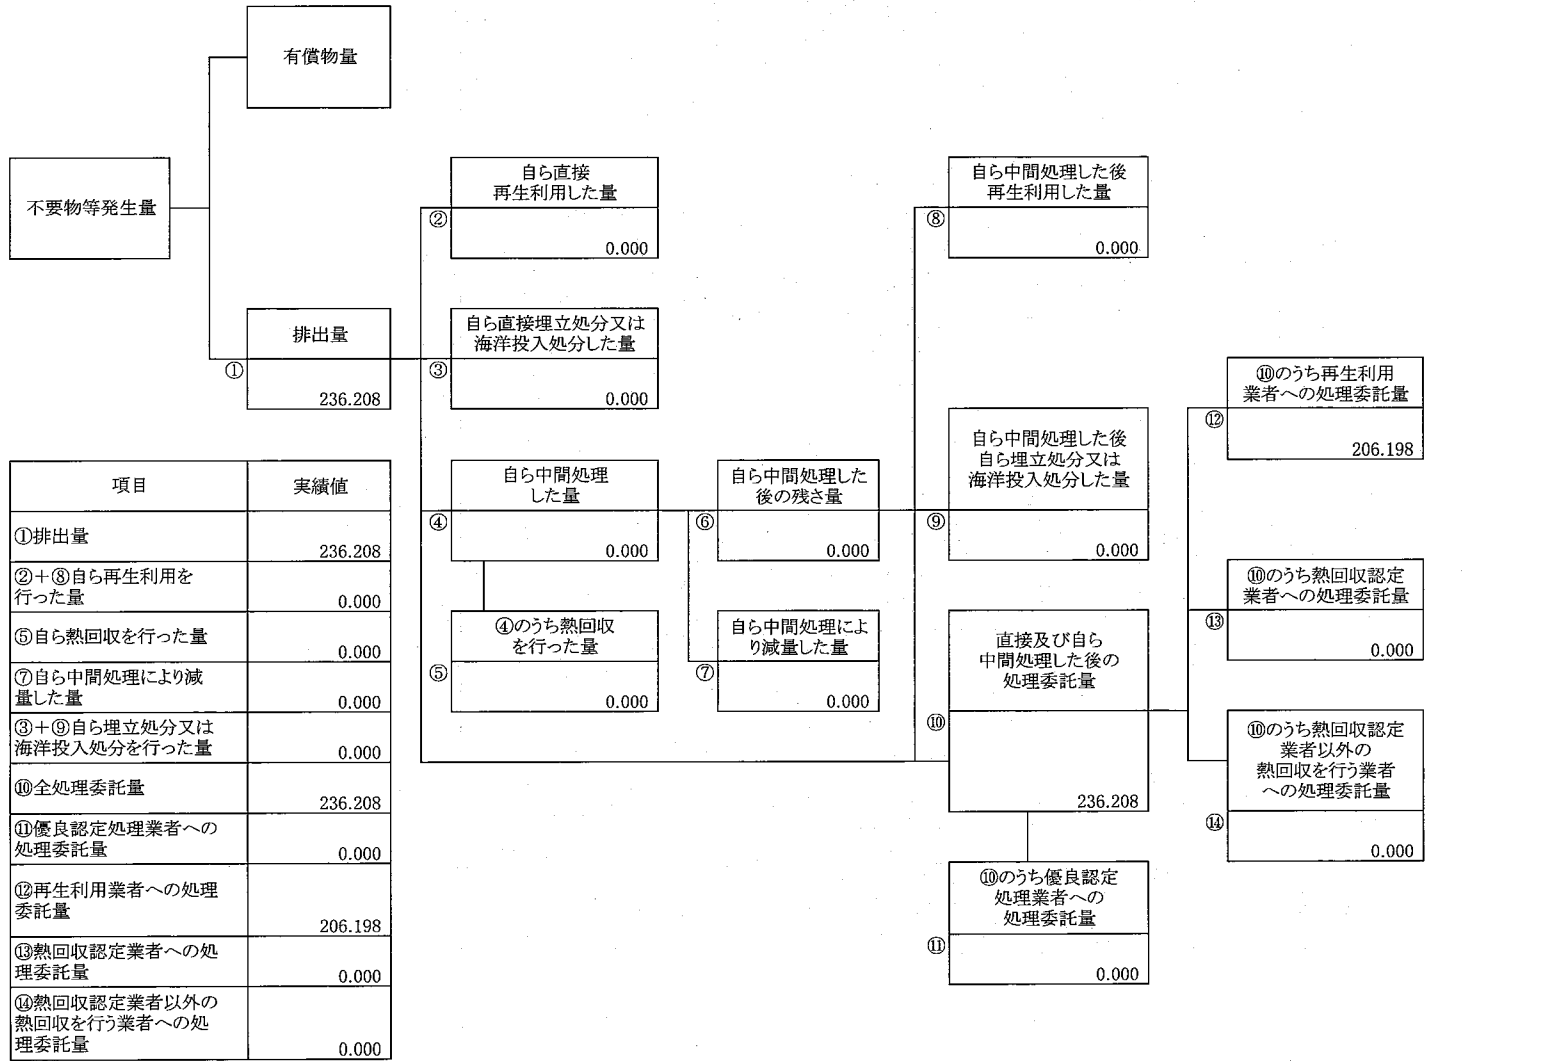 有償物量
不要物等発生量
排出量
①
236.208
自ら直接
再生利用した量
②
0.000
自ら直接埋立処分又は
海洋投入処分した量
③
0.000
自ら中間処理
した量
④
0.000
④のうち熱回収
を行った量
⑤
0.000
自ら中間処理した
後の残さ量
⑥
0.000
自ら中間処理によ
り減量した量
⑦
0.000
自ら中間処理した後
再生利用した量
⑧
0.000
自ら中間処理した後
自ら埋立処分又は
海洋投入処分した量
⑨
0.000
直接及び自ら
中間処理した後の
処理委託量
⑩
236.208
⑩のうち優良認定
処理業者への
処理委託量
⑪
0.000
⑩のうち再生利用
業者への処理委託量
⑫
206.198
⑩のうち熱回収認定
業者への処理委託量
⑬
0.000
⑩のうち熱回収認定
業者以外の
熱回収を行う業者
への処理委託量
⑭
0.000
項目 実績値
①排出量
236.208
②+⑧自ら再生利用を
行った量
0.000
⑤自ら熱回収を行った量
0.000
⑦自ら中間処理により減
量した量
0.000
③+⑨自ら埋立処分又は
海洋投入処分を行った量
0.000
⑩全処理委託量
236.208
⑪優良認定処理業者への
処理委託量
0.000
⑫再生利用業者への処理
委託量
206.198
⑬熱回収認定業者への処
理委託量
0.000
⑭熱回収認定業者以外の
熱回収を行う業者への処
理委託量
0.000